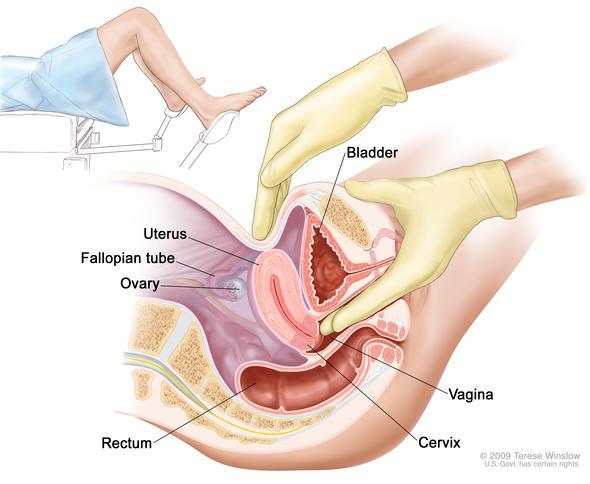 Bladder
Uterus
Fallopian tube
Ovary
Vagina
Rectum
Cervix
© 2009 Terese Winslow
U.S. Govt. has certain rights